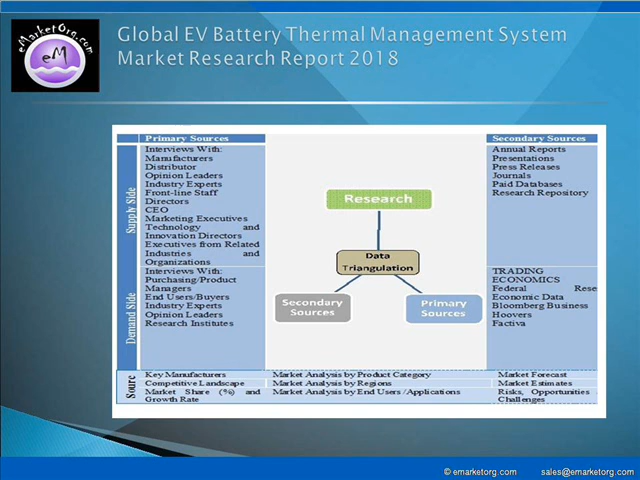 eMarketOrg.com
eM
Global EV Battery Thermal Management System
Market Research Report 2018
Primary Sources
Secondary Sources
Supply Side
Interviews With:
Manufacturers
Distributor
Opinion Leaders
Industry Experts
Front-line Staff
Directors
CEO
Marketing Executives
Technology and
Innovation Directors
Executives from Related
Industries and
Organizations
Annual Reports
Presentations
Press Releases
Journals
Paid Databases
Research Repository
Research
Data
Triangulation
Secondary
Sources
Primary
Sources
Demand Side
Interviews With:
Purchasing/Product
Managers
End Users/Buyers
Industry Experts
Opinion Leaders
Research Institutes
TRADING
ECONOMICS
Federal Rese
Economic Data
Bloomberg Business
Hoovers
Factiva
Sourc
Key Manufacturers
Competitive Landscape
Market Share (%) and
Growth Rate
Market Analysis by Product Category
Market Analysis by Regions
Market Analysis by End Users /Applications
Market Forecast
Market Estimates
Risks, Opportunities
Challenges
© emarketorg.com
sales@emarketorg.com